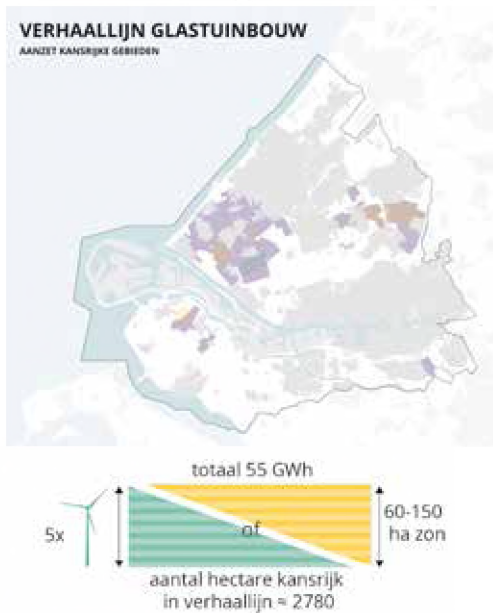 VERHAALLIJN GLASTUINBOUW
AANZET KANSRIJKE GEBIEDEN
totaal 55 GWh
5x
of
60-150
ha zon
aantal hectare kansrijk
in verhaallijn = 2780